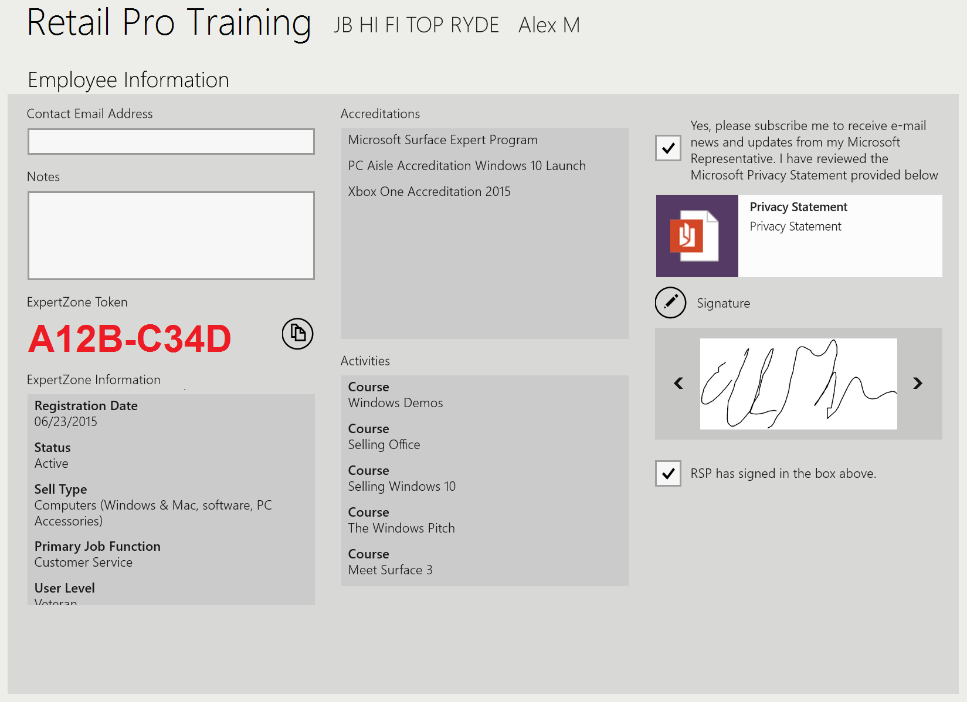 Retail Pro Training JB HI FI TOP RYDE Alex M
Employee Information
Contact Email Address
Notes
ExpertZone Token
A12B-C34D
ExpertZone Information
Registration Date
06/23/2015
Status
Active
Sell Type
Computers (Windows & Mac, software, PC
Accessories)
Primary Job Function
Customer Service
User Level
Veteran
Accreditations
Microsoft Surface Expert Program
PC Aisle Accreditation Windows 10 Launch
Xbox One Accreditation 2015
Activities
Course
Windows Demos
Course
Selling Office
Course
Selling Windows 10
Course
The Windows Pitch
Course
Meet Surface 3
Yes, please subscribe me to receive e-mail
news and updates from my Microsoft
Representative. I have reviewed the
Microsoft Privacy Statement provided below
Privacy Statement
Privacy Statement
Signature
RSP has signed in the box above.